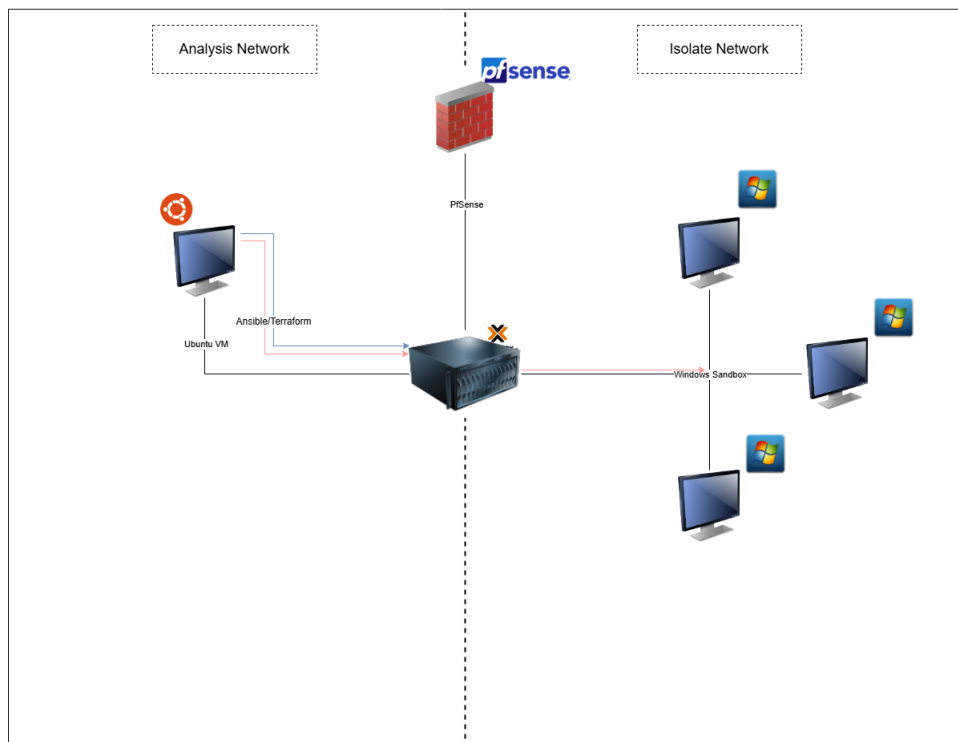 Analysis Network
Isolate Network
pfsense
PfSense
Ansible/Terraform
Ubuntu VM
Windows Sandbox